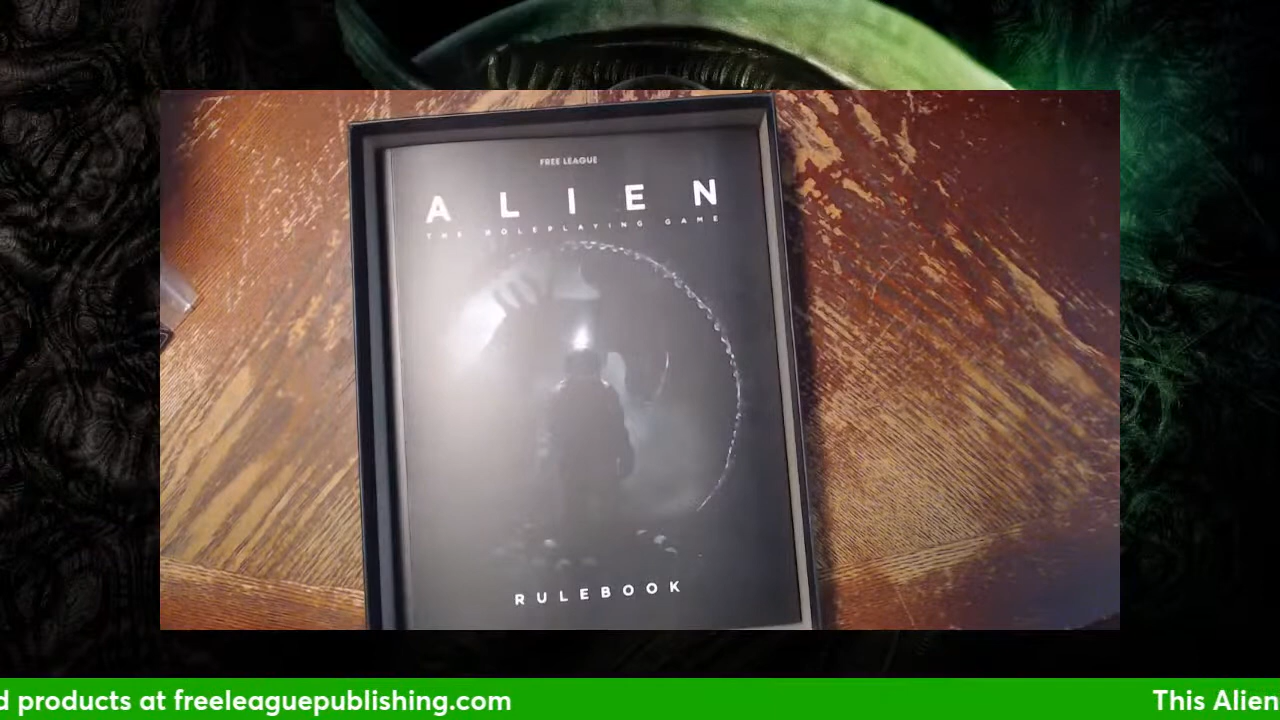 FREE LEAGUE
ALIEN
THE ROLEPLAYING GAME
RULEBOOK
d products at freeleaguepublishing.com
This Alien